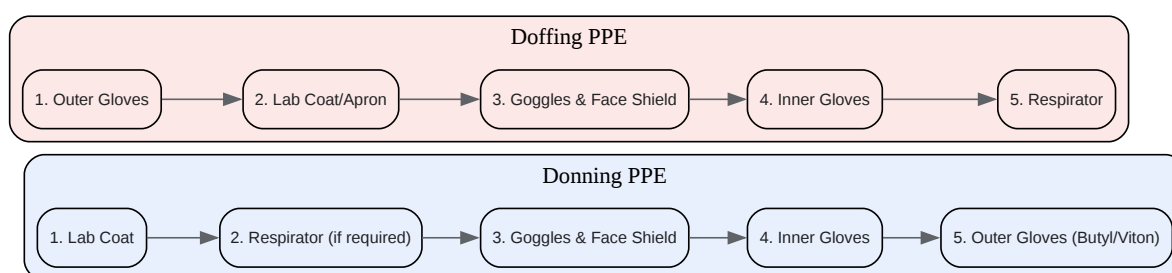 Doffing PPE
1. Outer Gloves
2. Lab Coat/Apron
3. Goggles & Face Shield
4. Inner Gloves
5. Respirator
Donning PPE
1. Lab Coat
2. Respirator (if required)
3. Goggles & Face Shield
4. Inner Gloves
5. Outer Gloves (Butyl/Viton)